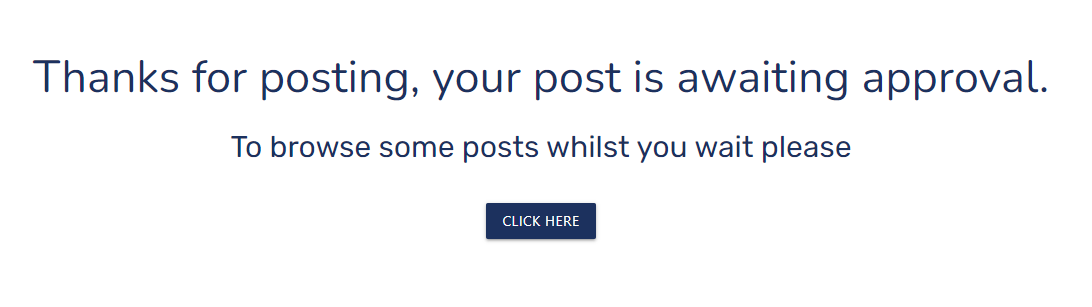 Thanks for posting, your post is awaiting approval.
To browse some posts whilst you wait please
CLICK HERE